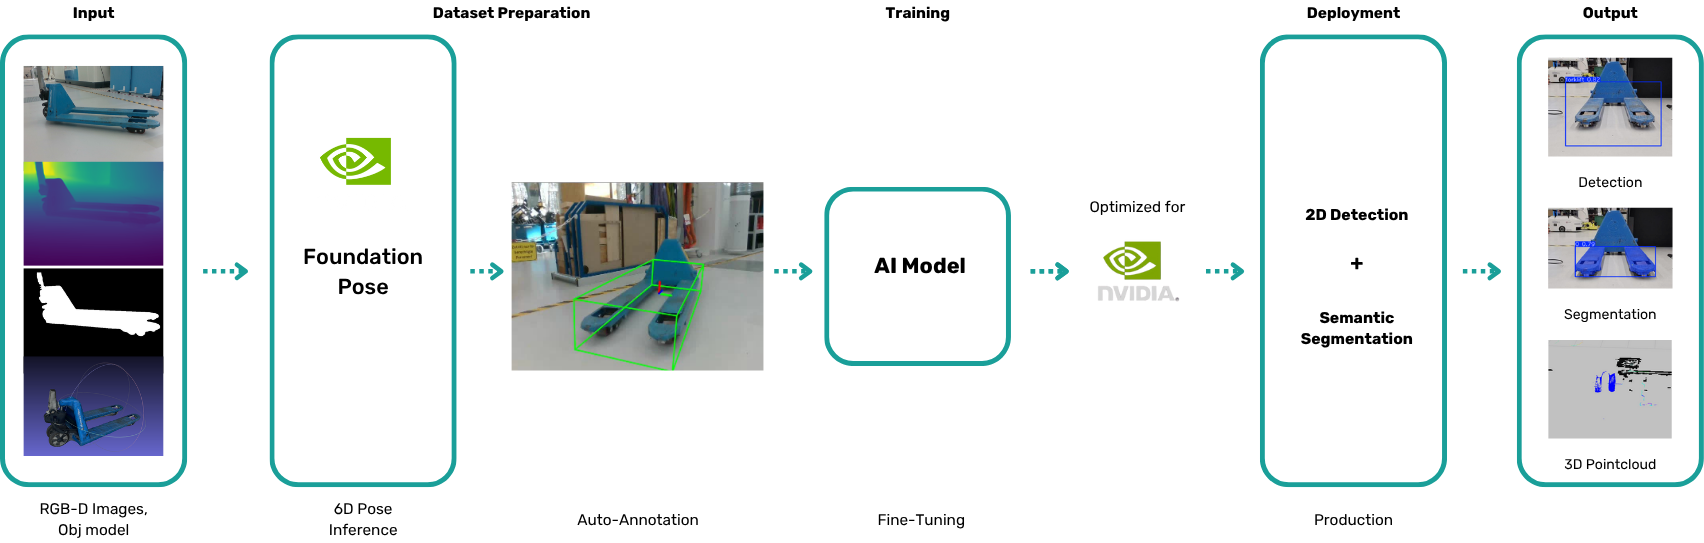 Input
Dataset Preparation
Training
Deployment
Output
Foundation
Pose
AI Model
Optimized for
NVIDIA.
2D Detection
+
Semantic
Segmentation
Detection
Segmentation
3D Pointcloud
RGB-D Images,
Obj model
6D Pose
Inference
Auto-Annotation
Fine-Tuning
Production